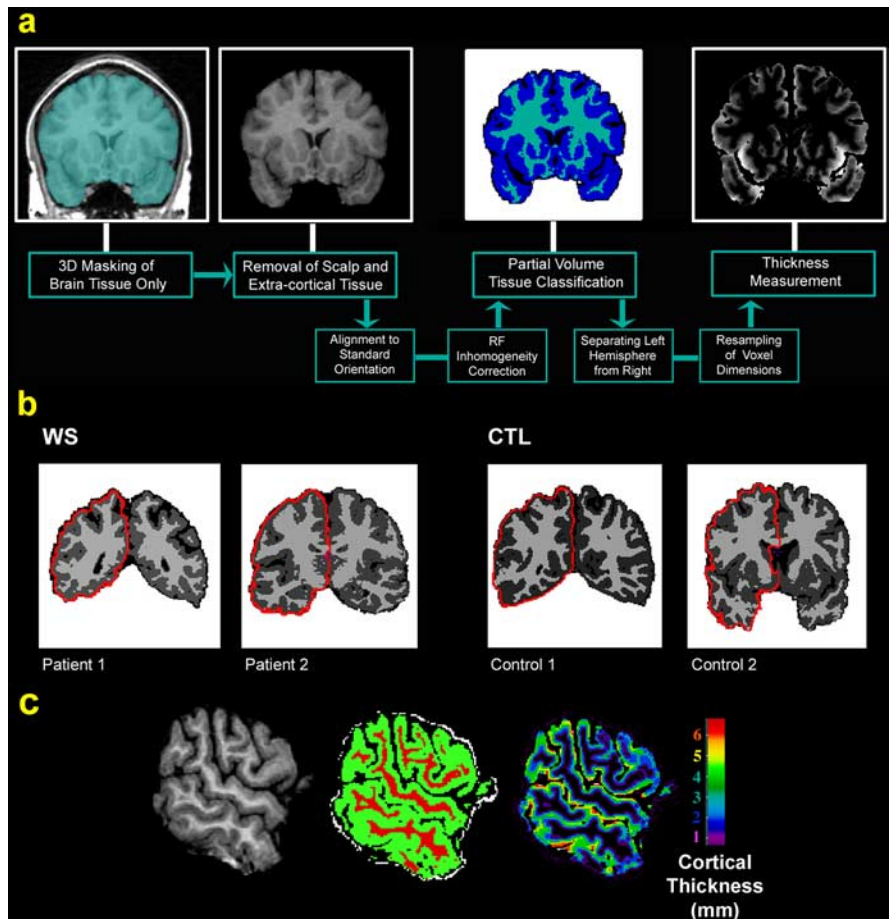 a
3D Masking of
Brain Tissue Only
Removal of Scalp and
Extra-cortical Tissue
Partial Volume
Tissue Classification
Thickness
Measurement
Alignment to
Standard
Orientation
RF
Inhomogeneity
Correction
Separating Left
Hemisphere
from Right
Resampling
of Voxel
Dimensions
b
WS
CTL
Patient 1
Patient 2
Control 1
Control 2
c
6
5
4
3
2
1
Cortical
Thickness
(mm)